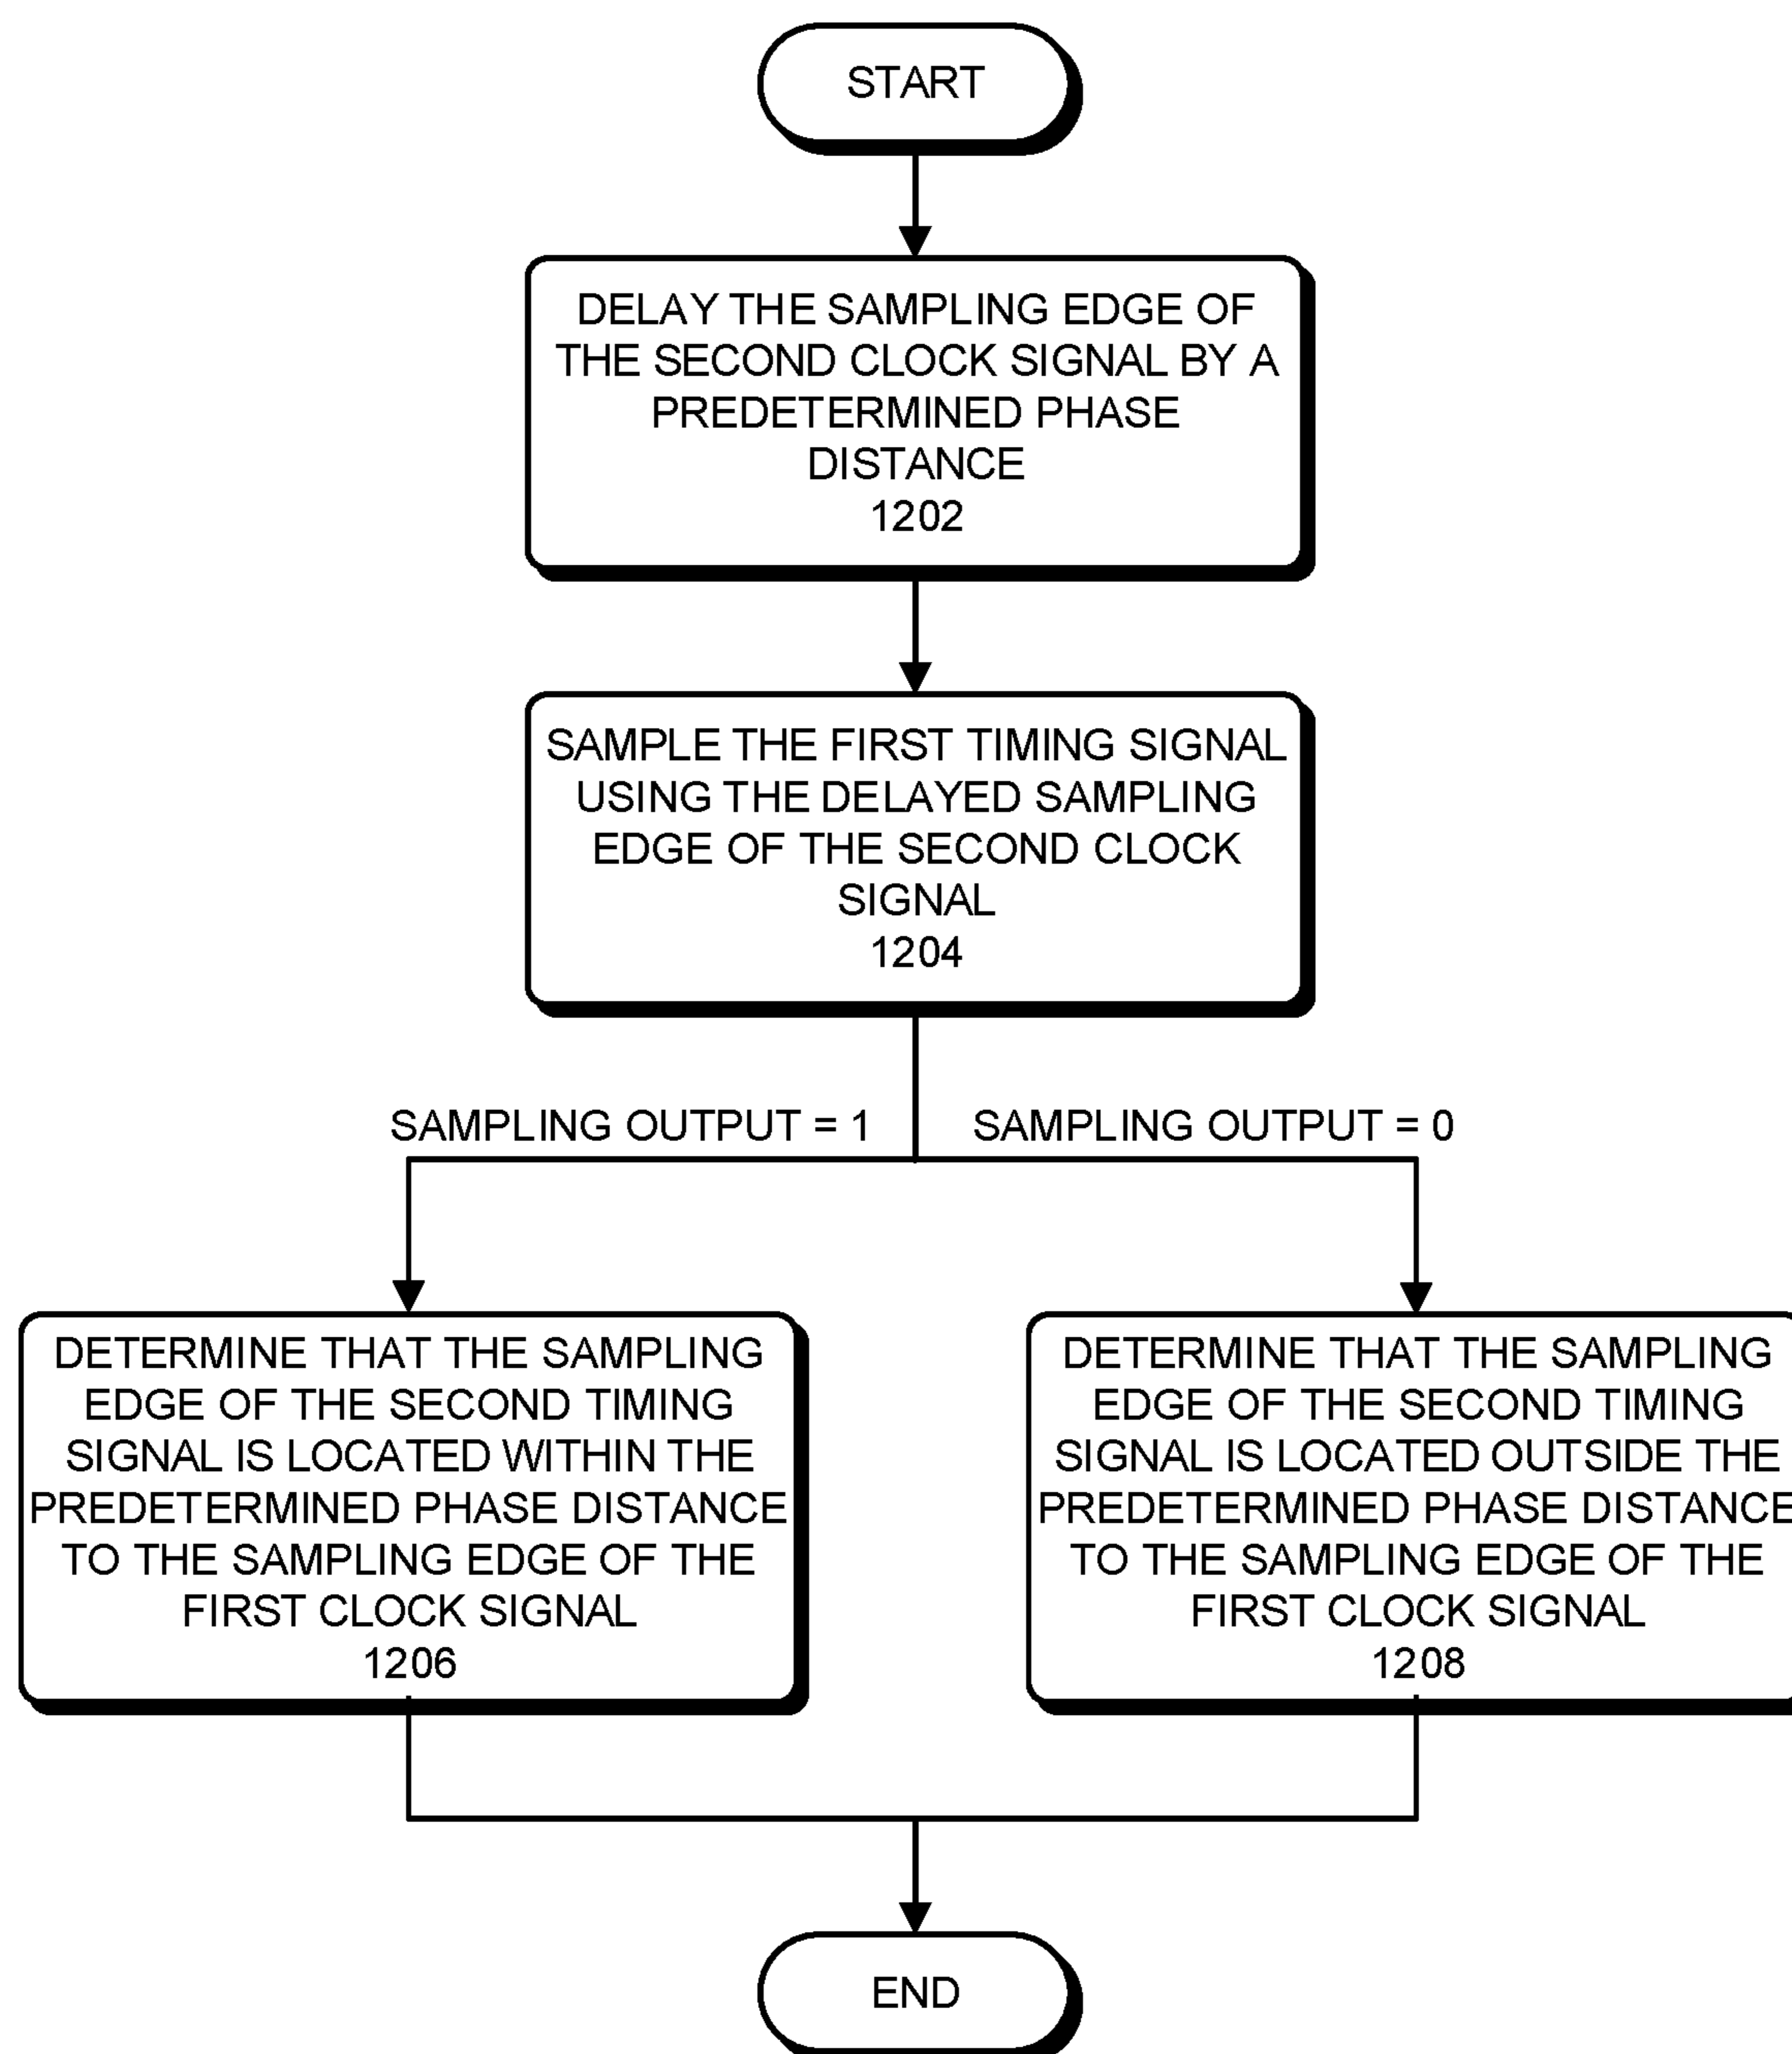 START
DELAY THE SAMPLING EDGE OF
THE SECOND CLOCK SIGNAL BY A
PREDETERMINED PHASE
DISTANCE
1202
SAMPLE THE FIRST TIMING SIGNAL
USING THE DELAYED SAMPLING
EDGE OF THE SECOND CLOCK
SIGNAL
1204
SAMPLING OUTPUT = 1
SAMPLING OUTPUT = 0
DETERMINE THAT THE SAMPLING
EDGE OF THE SECOND TIMING
SIGNAL IS LOCATED WITHIN THE
PREDETERMINED PHASE DISTANCE
TO THE SAMPLING EDGE OF THE
FIRST CLOCK SIGNAL
1206
DETERMINE THAT THE SAMPLING
EDGE OF THE SECOND TIMING
SIGNAL IS LOCATED OUTSIDE THE
PREDETERMINED PHASE DISTANCE
TO THE SAMPLING EDGE OF THE
FIRST CLOCK SIGNAL
1208
END